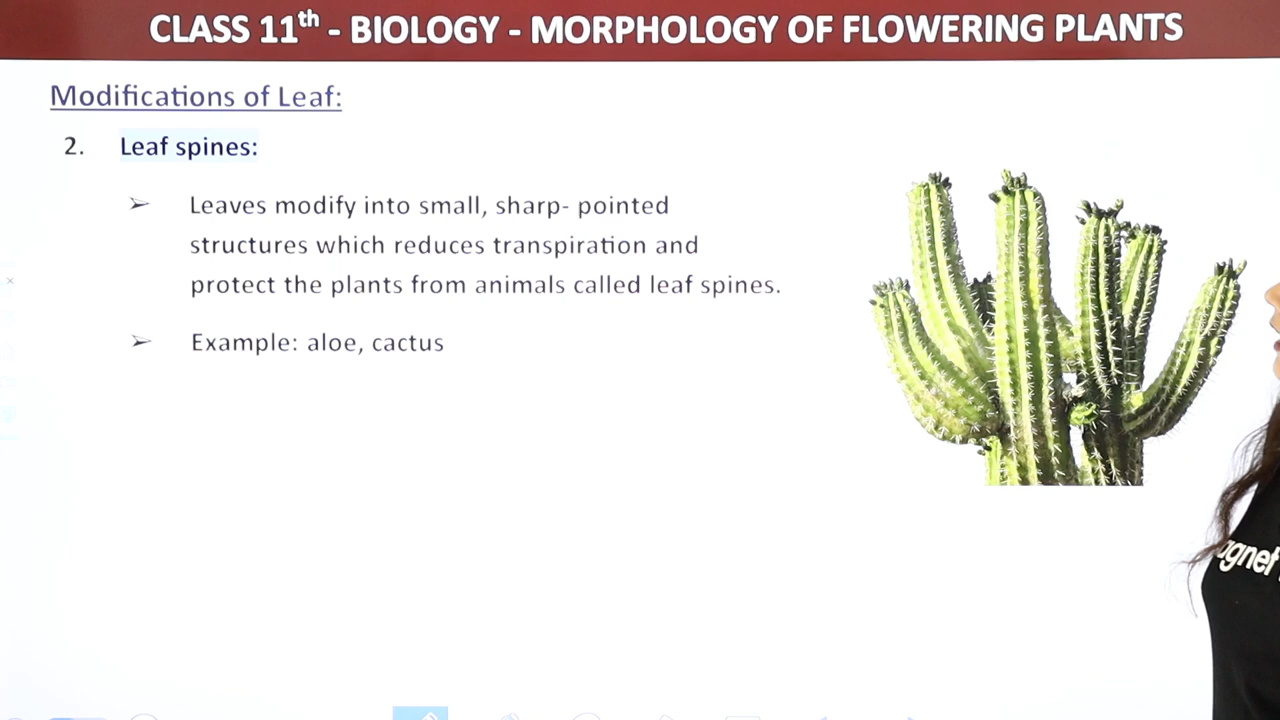 CLASS 11th - BIOLOGY - MORPHOLOGY OF FLOWERING PLANTS
Modifications of Leaf:
2. Leaf spines:
➢ Leaves modify into small, sharp- pointed
structures which reduces transpiration and
protect the plants from animals called leaf spines.
➢ Example: aloe, cactus
agnet